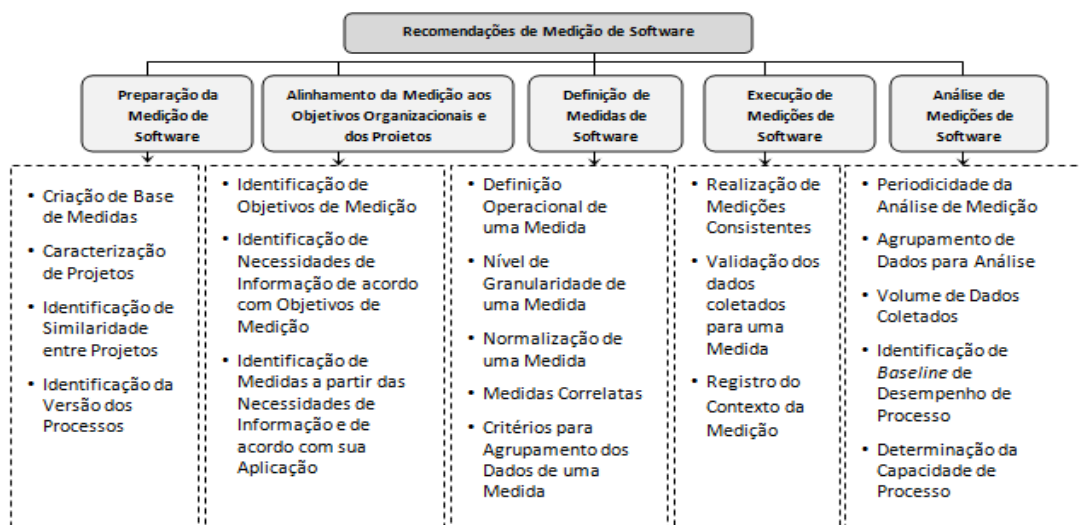 Recomendações de Medição de Software
Preparação da
Medição de
Software
Alinhamento da Medição aos
Objetivos Organizacionais e
dos Projetos
Definição de
Medidas de
Software
Execução de
Medições de
Software
Análise de
Medições de
Software
• Criação de Base
de Medidas
• Caracterização
de Projetos
• Identificação de
Similaridade
entre Projetos
• Identificação da
Versão dos
Processos
• Identificação de
Objetivos de Medição
• Identificação de
Necessidades de
Informação de acordo
com Objetivos de
Medição
• Identificação de
Medidas a partir das
Necessidades de
Informação e de
acordo com sua
Aplicação
• Definição
Operacional de
uma Medida
• Nível de
Granularidade de
uma Medida
• Normalização de
uma Medida
• Medidas Correlatas
• Critérios para
Agrupamento dos
Dados de uma
Medida
• Realização de
Medições
Consistentes
• Validação dos
dados
coletados
para uma
Medida
• Registro do
Contexto da
Medição
• Periodicidade da
Análise de Medição
• Agrupamento de
Dados para Análise
• Volume de Dados
Coletados
• Identificação de
Baseline de
Desempenho de
Processo
• Determinação da
Capacidade de
Processo